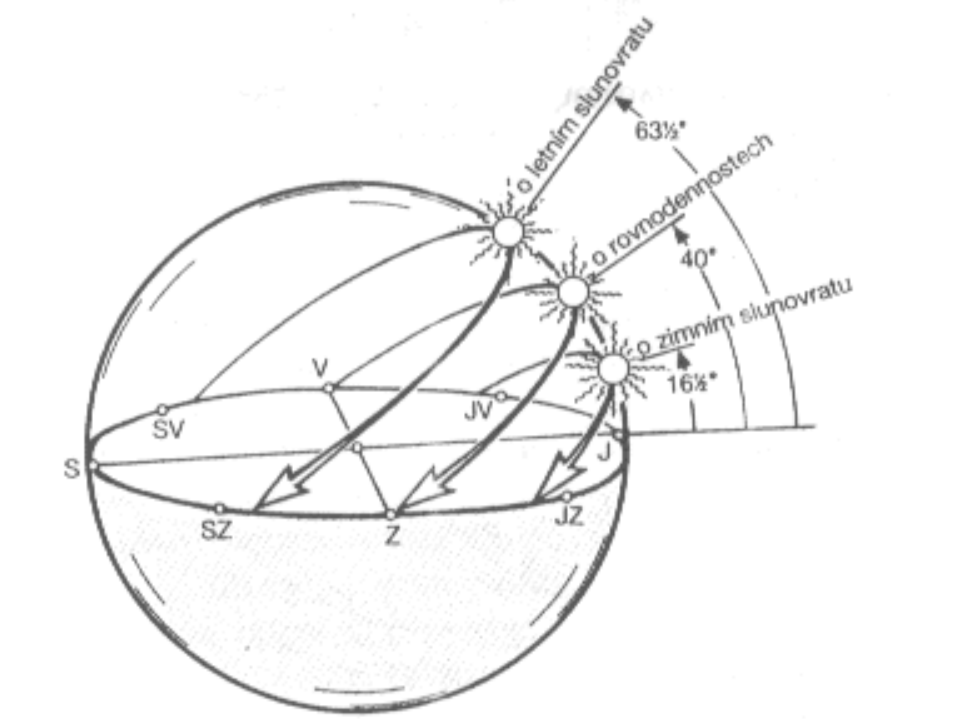 o letním slunovratu
63½°
o rovnodennostech
40°
o zimním slunovratu
16½°
V
SV
JV
J
S
SZ
Z
JZ